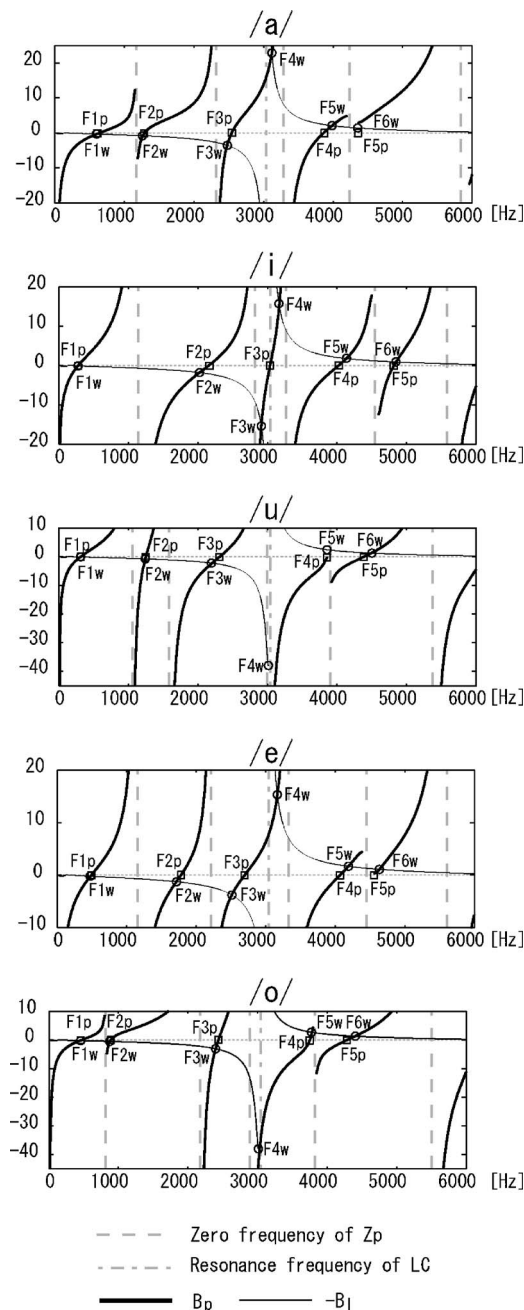 /a/
20
10
0
-10
-20
F1p
F1w
F2p
F2w
F3p
F3w
F4w
F5w
F4p
F6w
F5p
0 1000 2000 3000 4000 5000 6000 [Hz]
/i/
20
10
0
-10
-20
F1p
F1w
F2p
F2w
F3p
F3w
F4w
F5w
F4p
F6w
F5p
0 1000 2000 3000 4000 5000 6000 [Hz]
/u/
10
0
-10
-20
-30
-40
F1p
F1w
F2p
F2w
F3p
F3w
F4w
F5w
F4p
F6w
F5p
0 1000 2000 3000 4000 5000 6000 [Hz]
/e/
20
10
0
-10
F1p
F1w
F2p
F2w
F3p
F3w
F4w
F5w
F4p
F6w
F5p
0 1000 2000 3000 4000 5000 6000 [Hz]
/o/
10
0
-10
-20
-30
-40
F1p
F1w
F2p
F2w
F3p
F3w
F4w
F5w
F4p
F6w
F5p
0 1000 2000 3000 4000 5000 6000 [Hz]
Zero frequency of Zp
Resonance frequency of LC
Bp -Bl